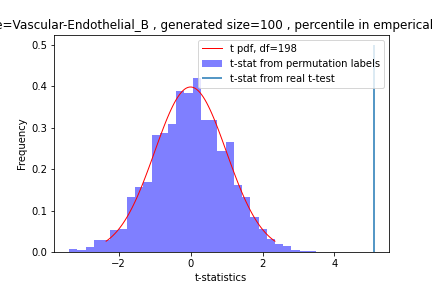 e=Vascular-Endothelial_B , generated size=100 , percentile in emperical
t pdf, df=198
t-stat from permutation labels
t-stat from real t-test
0.5
0.4
0.3
0.2
0.1
0.0
Frequency
−2
0
2
4
t-statistics